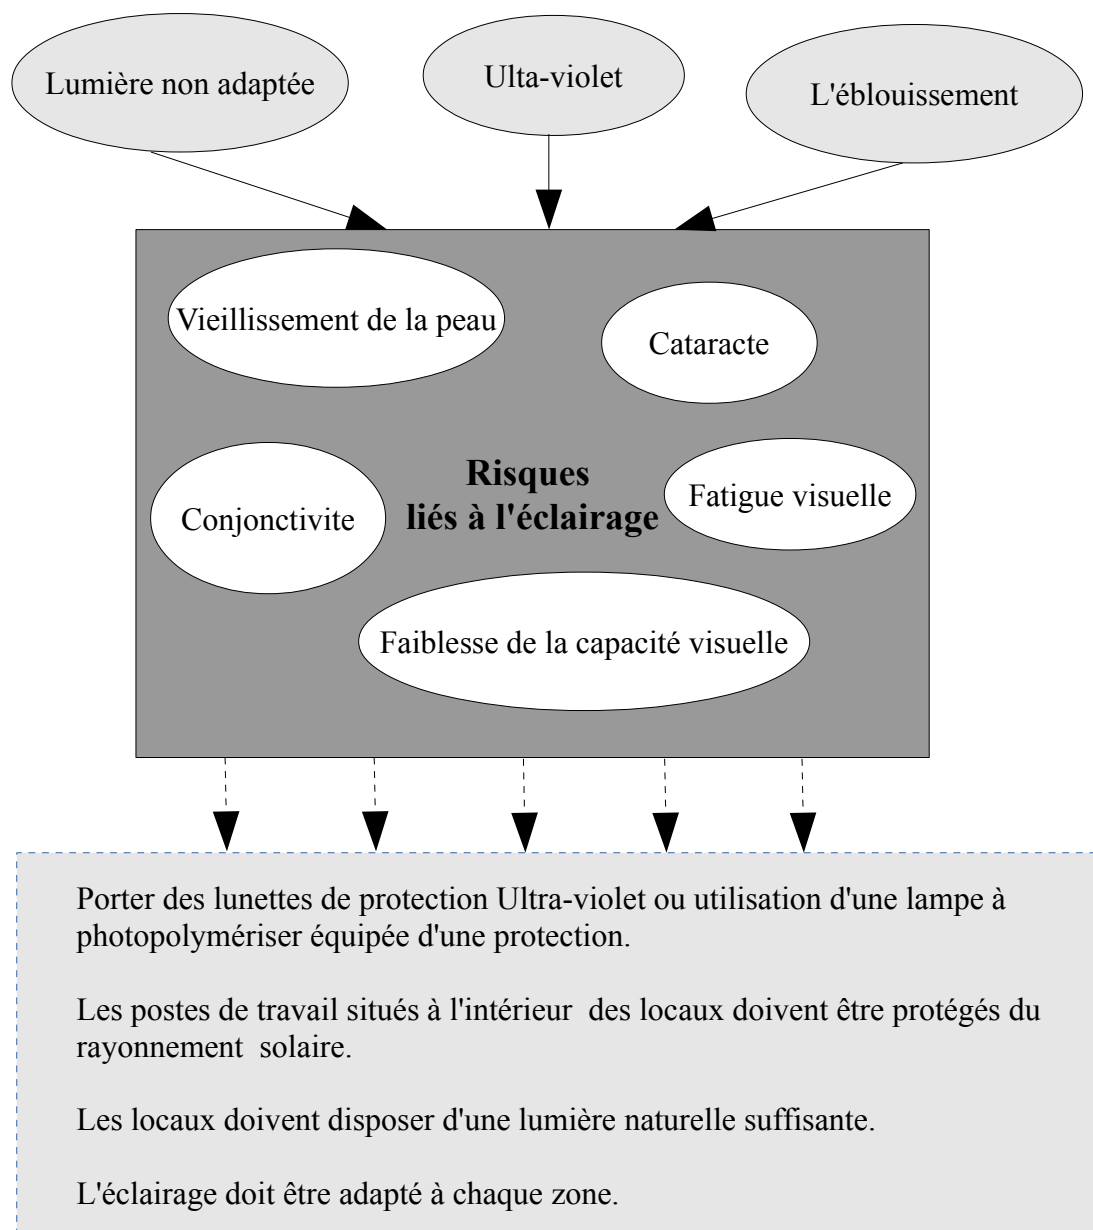 Lumière non adaptée
Ulta-violet
L'éblouissement
Vieillissement de la peau
Cataracte
Risques
liés à l'éclairage
Conjonctivite
Fatigue visuelle
Faiblesse de la capacité visuelle
Porter des lunettes de protection Ultra-violet ou utilisation d'une lampe à
photopolymériser équipée d'une protection.
Les postes de travail situés à l'intérieur  des locaux doivent être protégés du
rayonnement  solaire.
Les locaux doivent disposer d'une lumière naturelle suffisante.
L'éclairage doit être adapté à chaque zone.